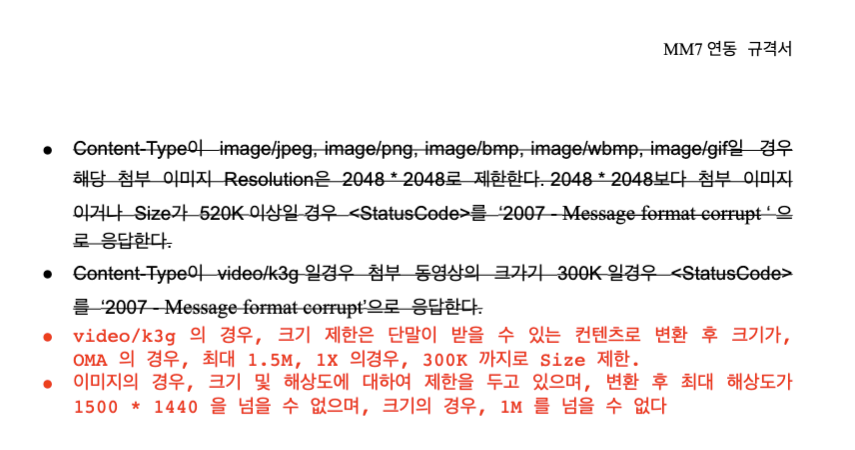 MM7 연동 규격서
● Content-Type이 image/jpeg, image/png, image/bmp, image/wbmp, image/gif일 경우
해당 첨부 이미지 Resolution은 2048 * 2048로 제한한다. 2048 * 2048보다 첨부 이미지
이거나 Size가 520K 이상일 경우 <StatusCode>를 ‘2007 - Message format corrupt ‘ 으
로 응답한다.
● Content-Type이 video/k3g 일경우 첨부 동영상의 크가기 300K 일경우 <StatusCode>
를 ‘2007 - Message format corrupt’으로 응답한다.
● video/k3g 의 경우, 크기 제한은 단말이 받을 수 있는 컨텐츠로 변환 후 크기가,
OMA 의 경우, 최대 1.5M, 1X 의경우, 300K 까지로 Size 제한.
● 이미지의 경우, 크기 및 해상도에 대하여 제한을 두고 있으며, 변환 후 최대 해상도가
1500 * 1440 을 넘을 수 없으며, 크기의 경우, 1M 를 넘을 수 없다